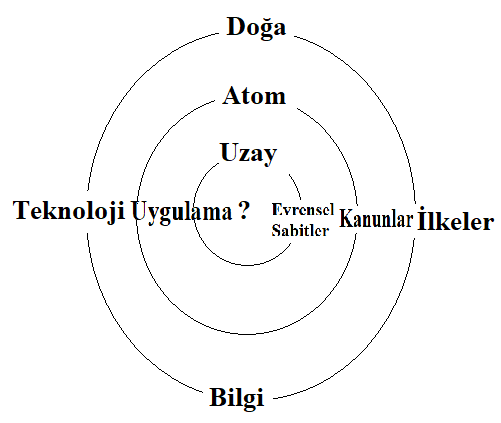 Doğa
Atom
Uzay
Teknoloji Uygulama ? Evrensel Sabitler Kanunlar İlkeler
Bilgi